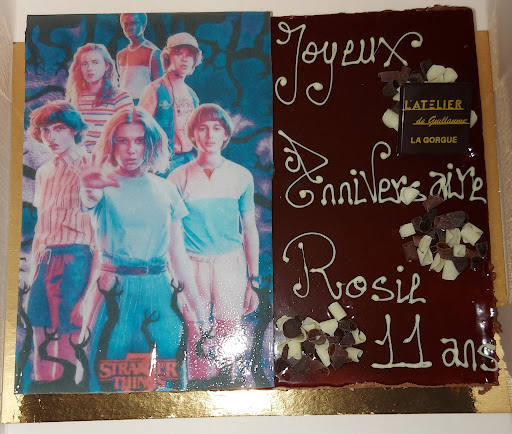 Joyeux
L'ATELIER
de Guillaume
LA GORGUE
Anniversaire
Rosie
11 ans
STRANGER
THINGS